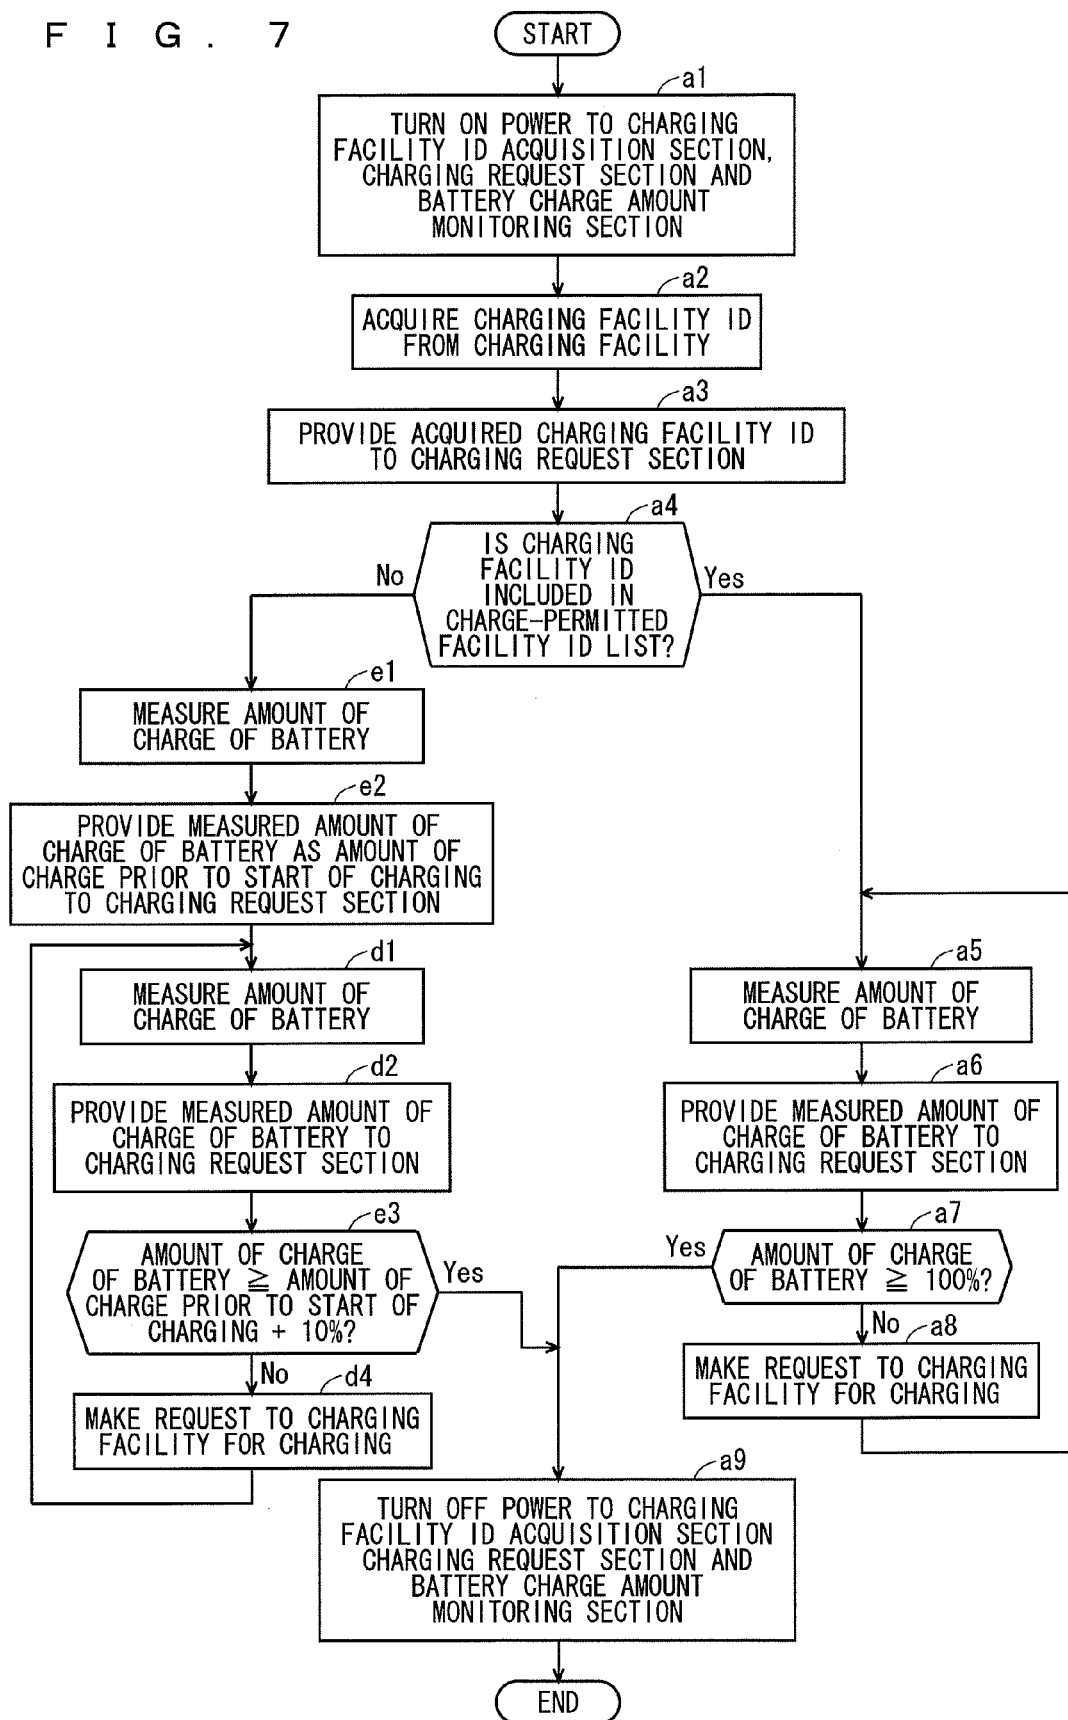 FIG. 7
START
a1
TURN ON POWER TO CHARGING
FACILITY ID ACQUISITION SECTION,
CHARGING REQUEST SECTION AND
BATTERY CHARGE AMOUNT
MONITORING SECTION
a2
ACQUIRE CHARGING FACILITY ID
FROM CHARGING FACILITY
a3
PROVIDE ACQUIRED CHARGING FACILITY ID
TO CHARGING REQUEST SECTION
a4
IS CHARGING
FACILITY ID
INCLUDED IN
CHARGE-PERMITTED
FACILITY ID LIST?
No
Yes
e1
MEASURE AMOUNT OF
CHARGE OF BATTERY
e2
PROVIDE MEASURED AMOUNT OF
CHARGE OF BATTERY AS AMOUNT OF
CHARGE PRIOR TO START OF CHARGING
TO CHARGING REQUEST SECTION
d1
MEASURE AMOUNT OF
CHARGE OF BATTERY
d2
PROVIDE MEASURED AMOUNT OF
CHARGE OF BATTERY TO
CHARGING REQUEST SECTION
e3
AMOUNT OF CHARGE
OF BATTERY ≧ AMOUNT OF
CHARGE PRIOR TO START OF
CHARGING + 10%?
Yes
No
d4
MAKE REQUEST TO CHARGING
FACILITY FOR CHARGING
a5
MEASURE AMOUNT OF
CHARGE OF BATTERY
a6
PROVIDE MEASURED AMOUNT OF
CHARGE OF BATTERY TO
CHARGING REQUEST SECTION
a7
AMOUNT OF CHARGE
OF BATTERY ≧ 100%?
Yes
No
a8
MAKE REQUEST TO CHARGING
FACILITY FOR CHARGING
a9
TURN OFF POWER TO CHARGING
FACILITY ID ACQUISITION SECTION
CHARGING REQUEST SECTION AND
BATTERY CHARGE AMOUNT
MONITORING SECTION
END